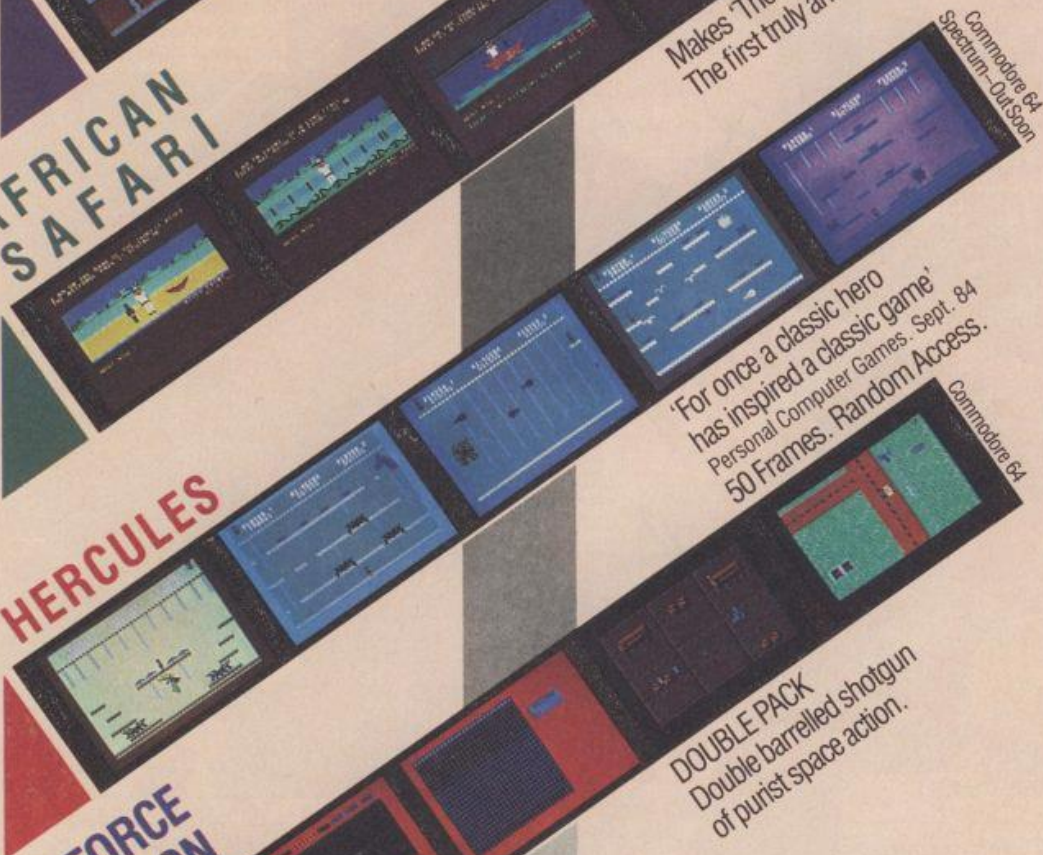 Makes 'The
The first truly an
AFRICAN
SAFARI
Commodore 64
Spectrum—Out Soon
HERCULES
'For once a classic hero
has inspired a classic game'
Personal Computer Games. Sept. 84
50 Frames. Random Access.
Commodore 64
FORCE
DOUBLE PACK
Double barrelled shotgun
of purist space action.